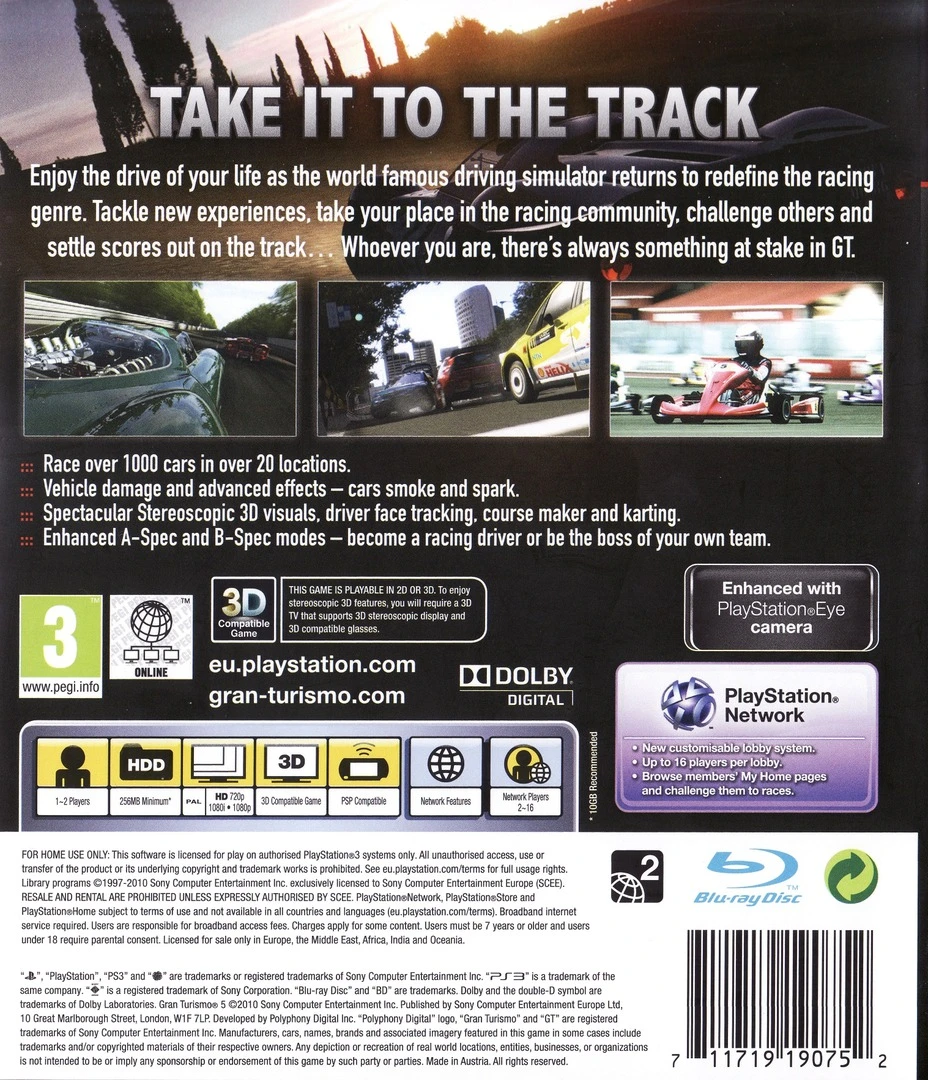 TAKE IT TO THE TRACK
Enjoy the drive of your life as the world famous driving simulator returns to redefine the racing
genre. Tackle new experiences, take your place in the racing community, challenge others and
settle scores out on the track... Whoever you are, there's always something at stake in GT.
HELIX
::: Race over 1000 cars in over 20 locations.
::: Vehicle damage and advanced effects – cars smoke and spark.
::: Spectacular Stereoscopic 3D visuals, driver face tracking, course maker and karting.
::: Enhanced A-Spec and B-Spec modes – become a racing driver or be the boss of your own team.
3 ™
www.pegi.info
™
ONLINE
3D
Compatible
Game
THIS GAME IS PLAYABLE IN 2D OR 3D. To enjoy
stereoscopic 3D features, you will require a 3D
TV that supports 3D stereoscopic display and
3D compatible glasses.
eu.playstation.com
gran-turismo.com
DOLBY
DIGITAL
Enhanced with
PlayStation®Eye
camera
PlayStation®
Network
• New customisable lobby system.
• Up to 16 players per lobby.
• Browse members' My Home pages
and challenge them to races.
1~2 Players
HDD
256MB Minimum*
PAL
HD 720p
1080i • 1080p
3D
3D Compatible Game
PSP Compatible
Network Features
Network Players
2~16
* 10GB Recommended
FOR HOME USE ONLY: This software is licensed for play on authorised PlayStation®3 systems only. All unauthorised access, use or
transfer of the product or its underlying copyright and trademark works is prohibited. See eu.playstation.com/terms for full usage rights.
Library programs ©1997-2010 Sony Computer Entertainment Inc. exclusively licensed to Sony Computer Entertainment Europe (SCEE).
RESALE AND RENTAL ARE PROHIBITED UNLESS EXPRESSLY AUTHORISED BY SCEE. PlayStation®Network, PlayStation®Store and
PlayStation®Home subject to terms of use and not available in all countries and languages (eu.playstation.com/terms). Broadband internet
service required. Users are responsible for broadband access fees. Charges apply for some content. Users must be 7 years or older and users
under 18 require parental consent. Licensed for sale only in Europe, the Middle East, Africa, India and Oceania.
2
Blu-ray Disc ™
"", "PlayStation", "PS3" and "" are trademarks or registered trademarks of Sony Computer Entertainment Inc. "PS3" is a trademark of the
same company. "" is a registered trademark of Sony Corporation. "Blu-ray Disc" and "BD" are trademarks. Dolby and the double-D symbol are
trademarks of Dolby Laboratories. Gran Turismo® 5 ©2010 Sony Computer Entertainment Inc. Published by Sony Computer Entertainment Europe Ltd,
10 Great Marlborough Street, London, W1F 7LP. Developed by Polyphony Digital Inc. "Polyphony Digital" logo, "Gran Turismo" and "GT" are registered
trademarks of Sony Computer Entertainment Inc. Manufacturers, cars, names, brands and associated imagery featured in this game in some cases include
trademarks and/or copyrighted materials of their respective owners. Any depiction or recreation of real world locations, entities, businesses, or organizations
is not intended to be or imply any sponsorship or endorsement of this game by such party or parties. Made in Austria. All rights reserved.
7 11719 19075 2